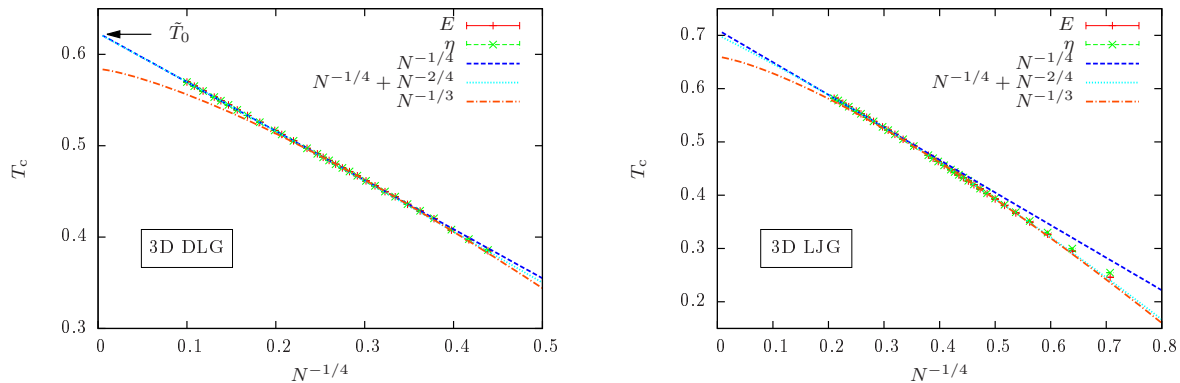 T̃₀
E
η
N⁻¹/⁴
N⁻¹/⁴ + N⁻²/⁴
N⁻¹/³
3D DLG
T_c
0.6
0.5
0.4
0.3
0 0.1 0.2 0.3 0.4 0.5
N⁻¹/⁴
E
η
N⁻¹/⁴
N⁻¹/⁴ + N⁻²/⁴
N⁻¹/³
3D LJG
T_c
0.7
0.6
0.5
0.4
0.3
0.2
0 0.1 0.2 0.3 0.4 0.5 0.6 0.7 0.8
N⁻¹/⁴